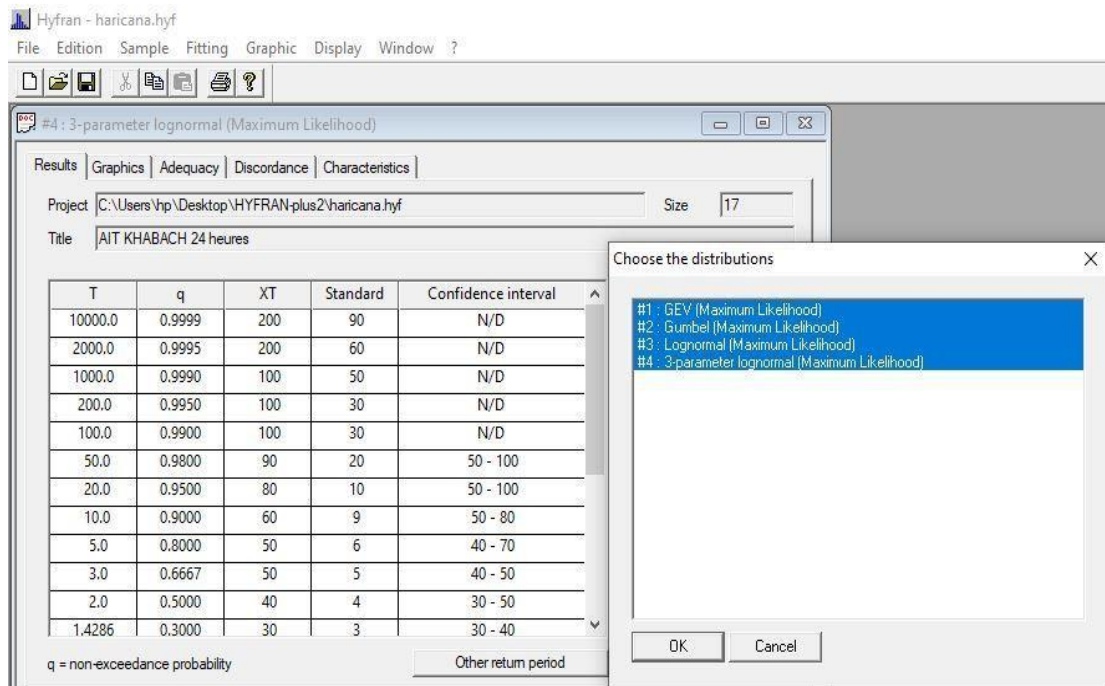 Hyfran - haricana.hyf
File Edition Sample Fitting Graphic Display Window ?
#4 : 3-parameter lognormal (Maximum Likelihood)
Results Graphics Adequacy Discordance Characteristics
Project C:\Users\hp\Desktop\HYFRAN-plus2\haricana.hyf Size 17
Title AIT KHABACH 24 heures
T q XT Standard Confidence interval
10000.0 0.9999 200 90 N/D
2000.0 0.9995 200 60 N/D
1000.0 0.9990 100 50 N/D
200.0 0.9950 100 30 N/D
100.0 0.9900 100 30 N/D
50.0 0.9800 90 20 50 - 100
20.0 0.9500 80 10 50 - 100
10.0 0.9000 60 9 50 - 80
5.0 0.8000 50 6 40 - 70
3.0 0.6667 50 5 40 - 50
2.0 0.5000 40 4 30 - 50
1.4286 0.3000 30 3 30 - 40
q = non-exceedance probability
Other return period
Choose the distributions
#1 : GEV (Maximum Likelihood)
#2 : Gumbel (Maximum Likelihood)
#3 : Lognormal (Maximum Likelihood)
#4 : 3-parameter lognormal (Maximum Likelihood)
OK Cancel